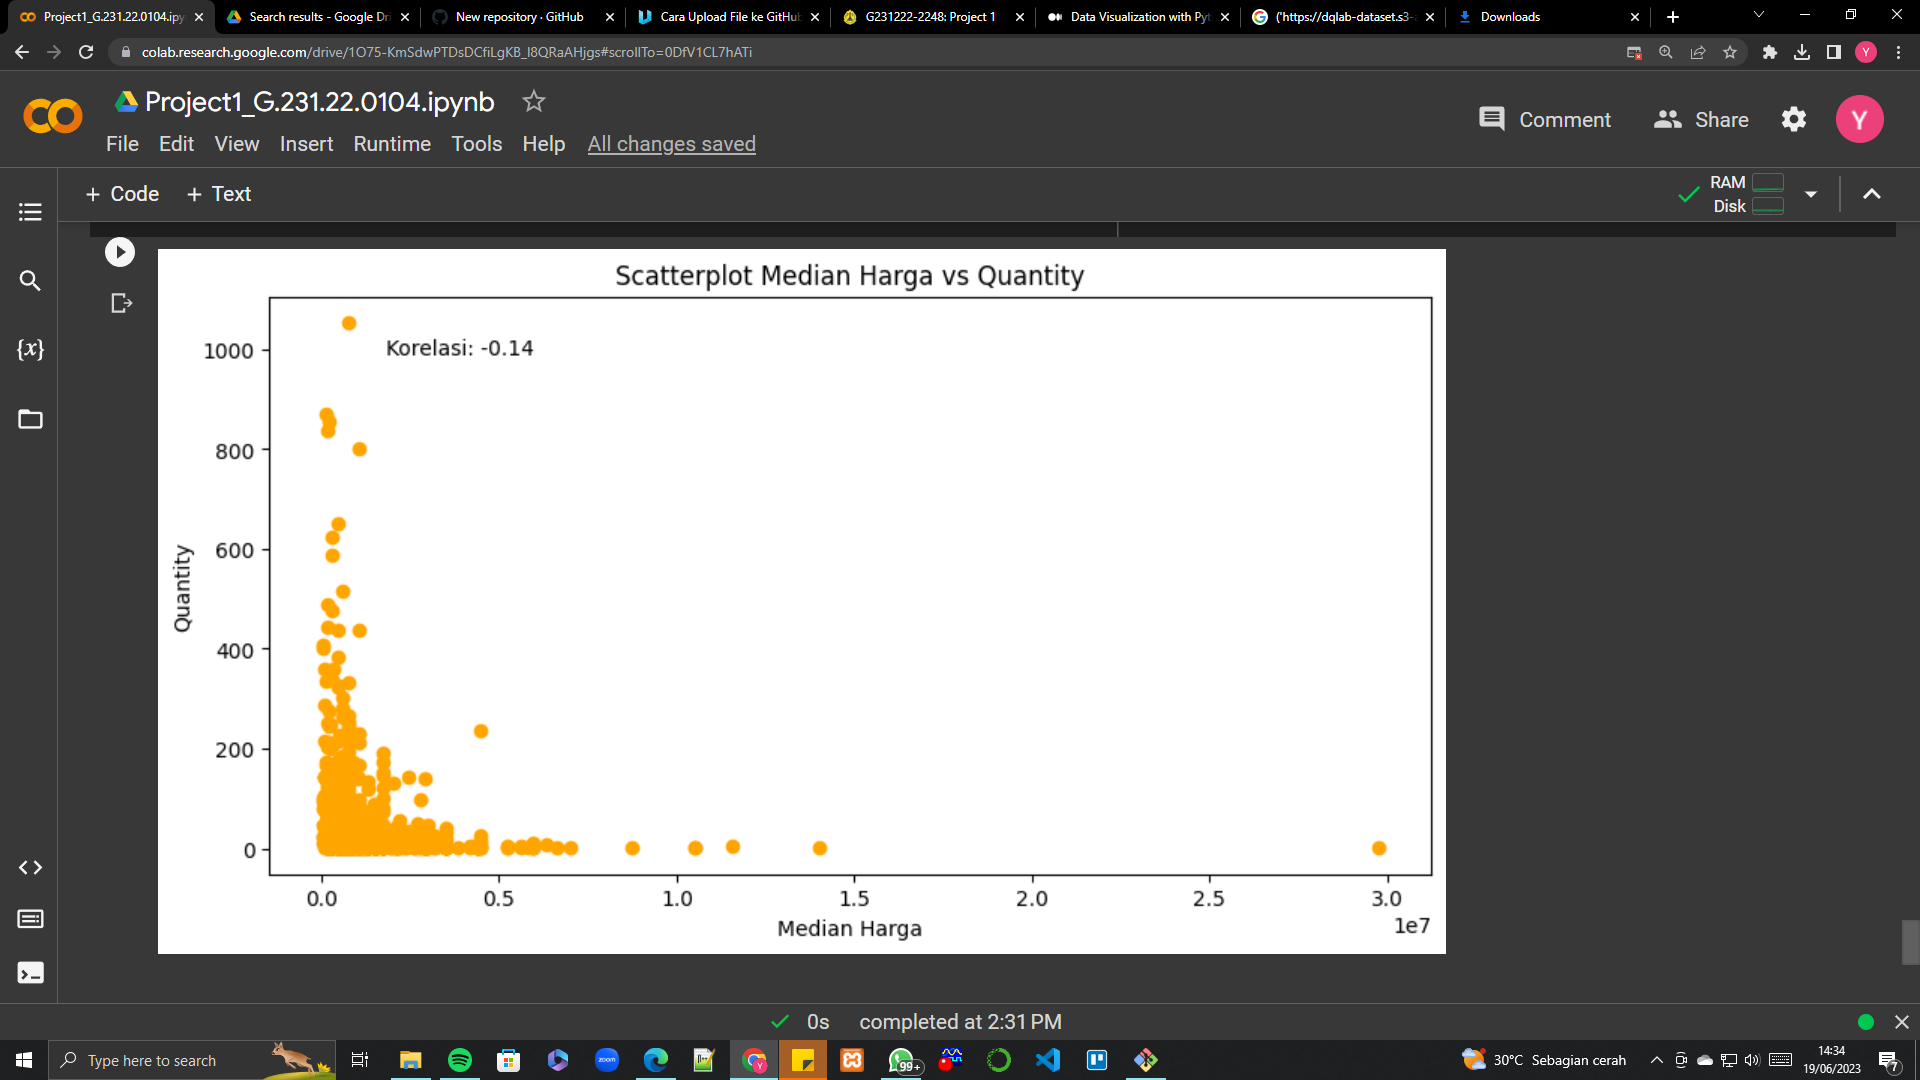 Project1_G.231.22.0104.ipy
Search results - Google Dri
New repository · GitHub
Cara Upload File ke GitHub
G231222-2248: Project 1
Data Visualization with Pyt
('https://dqlab-dataset.s3-a
Downloads
colab.research.google.com/drive/1O75-KmSdwPTDsDCfiLgKB_l8QRaAHjgs#scrollTo=0DfV1CL7hATi
Y
Project1_G.231.22.0104.ipynb
Comment
Share
Y
File Edit View Insert Runtime Tools Help All changes saved
+ Code + Text
RAM
Disk
{x}
Scatterplot Median Harga vs Quantity
Korelasi: -0.14
1000
800
600
400
200
0
Quantity
0.0 0.5 1.0 1.5 2.0 2.5 3.0
1e7
Median Harga
0s completed at 2:31 PM
Type here to search
zoom
99+
30°C Sebagian cerah
14:34
19/06/2023
7